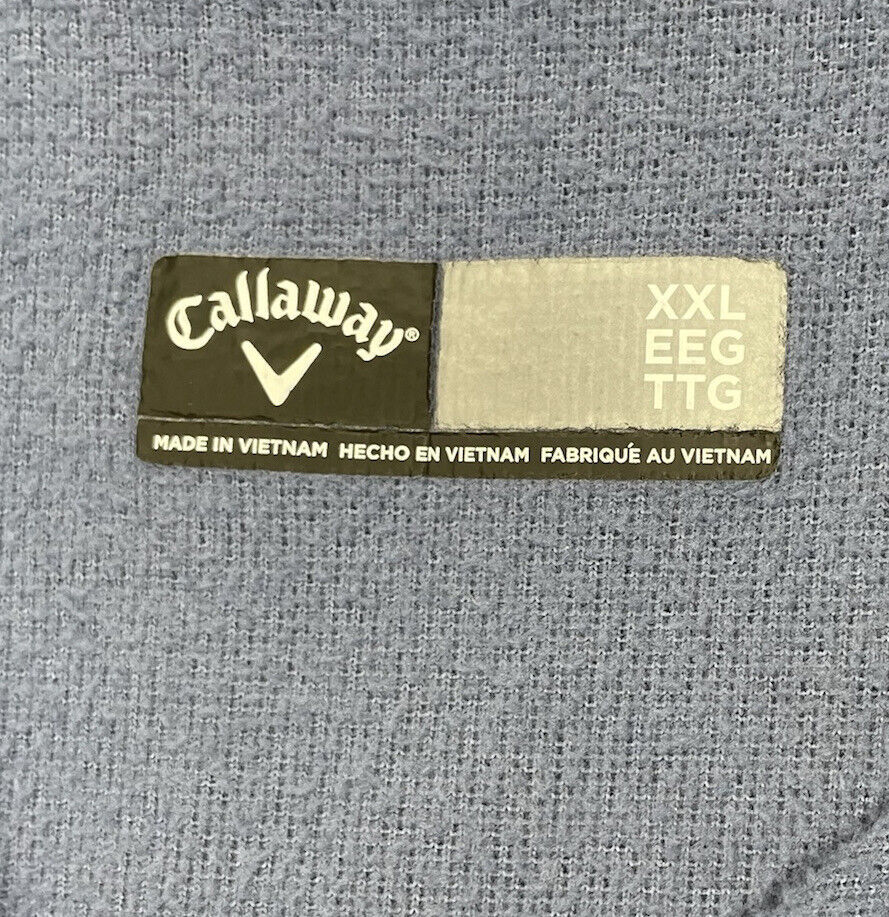 Callaway®
XXL
EEG
TTG
MADE IN VIETNAM HECHO EN VIETNAM FABRIQUÉ AU VIETNAM